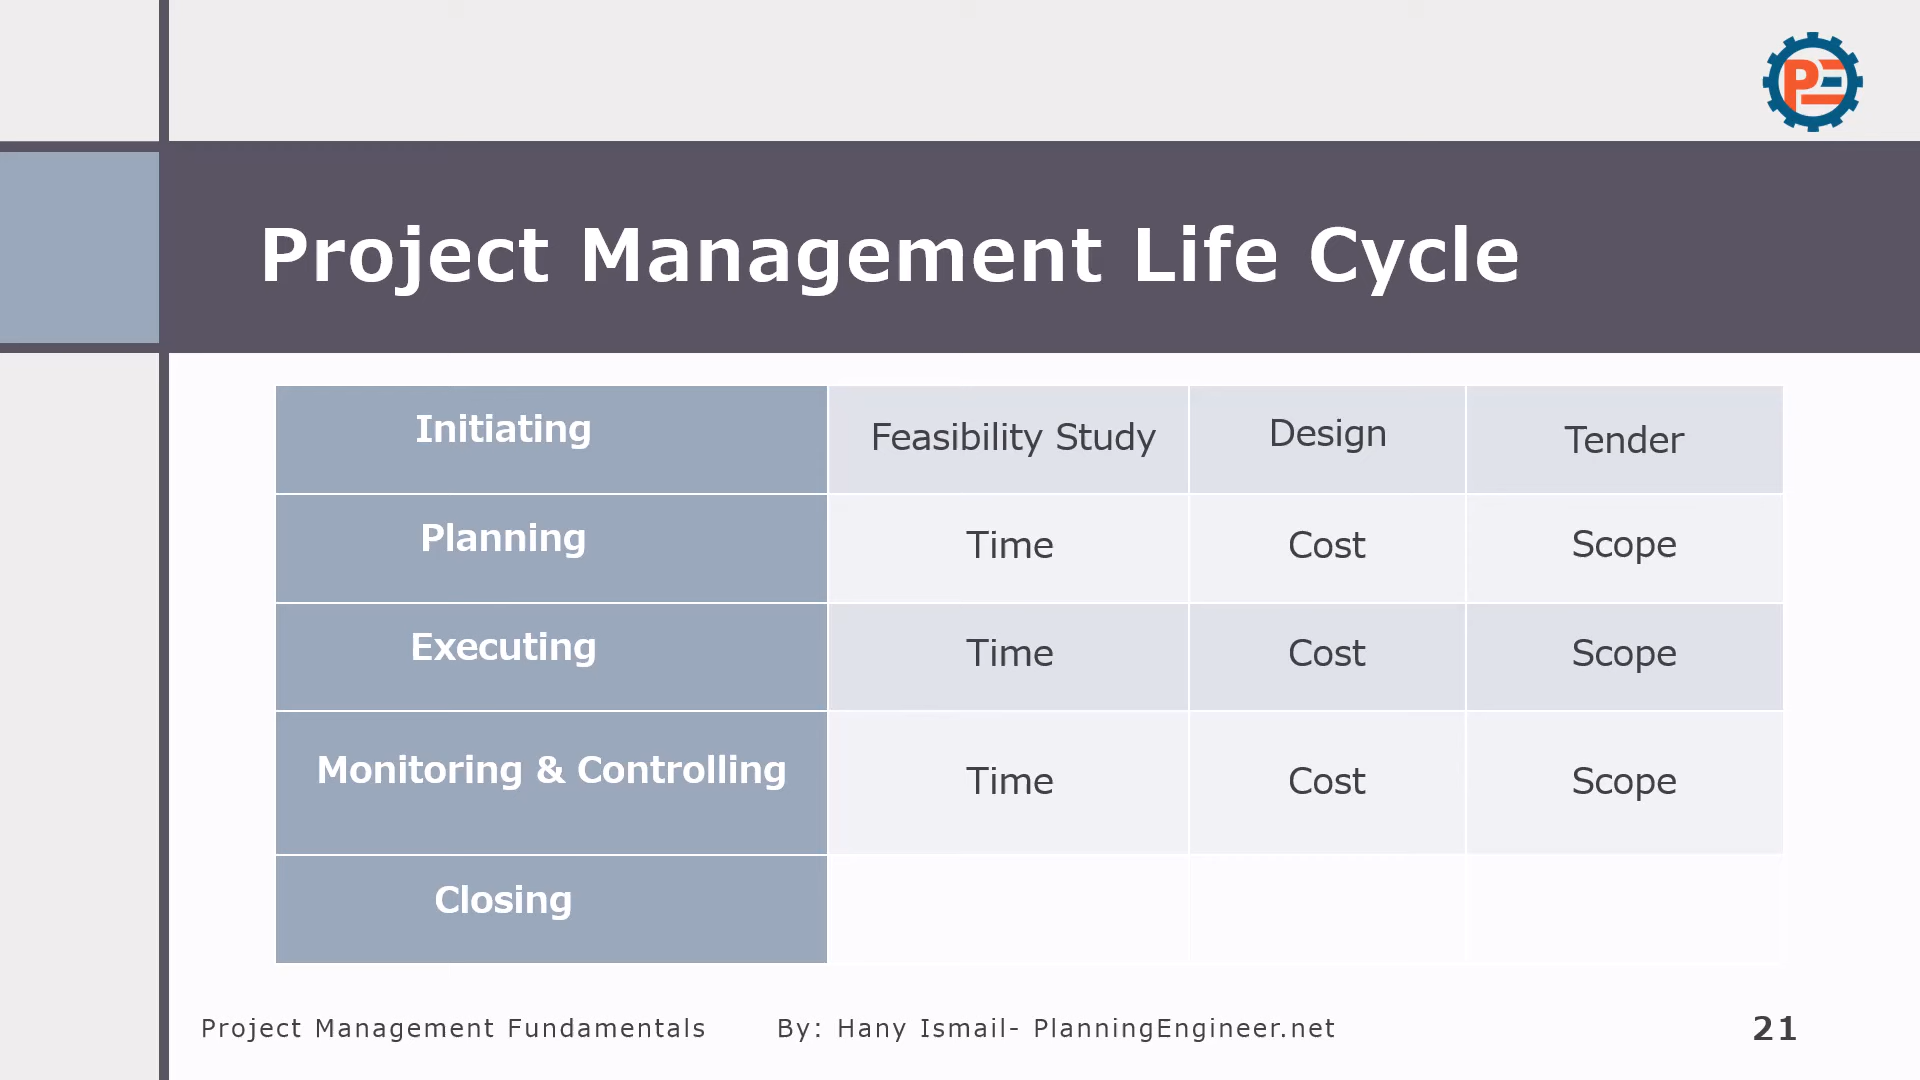 PE
Project Management Life Cycle
Initiating Feasibility Study Design Tender
Planning Time Cost Scope
Executing Time Cost Scope
Monitoring & Controlling Time Cost Scope
Closing
Project Management Fundamentals By: Hany Ismail- PlanningEngineer.net 21